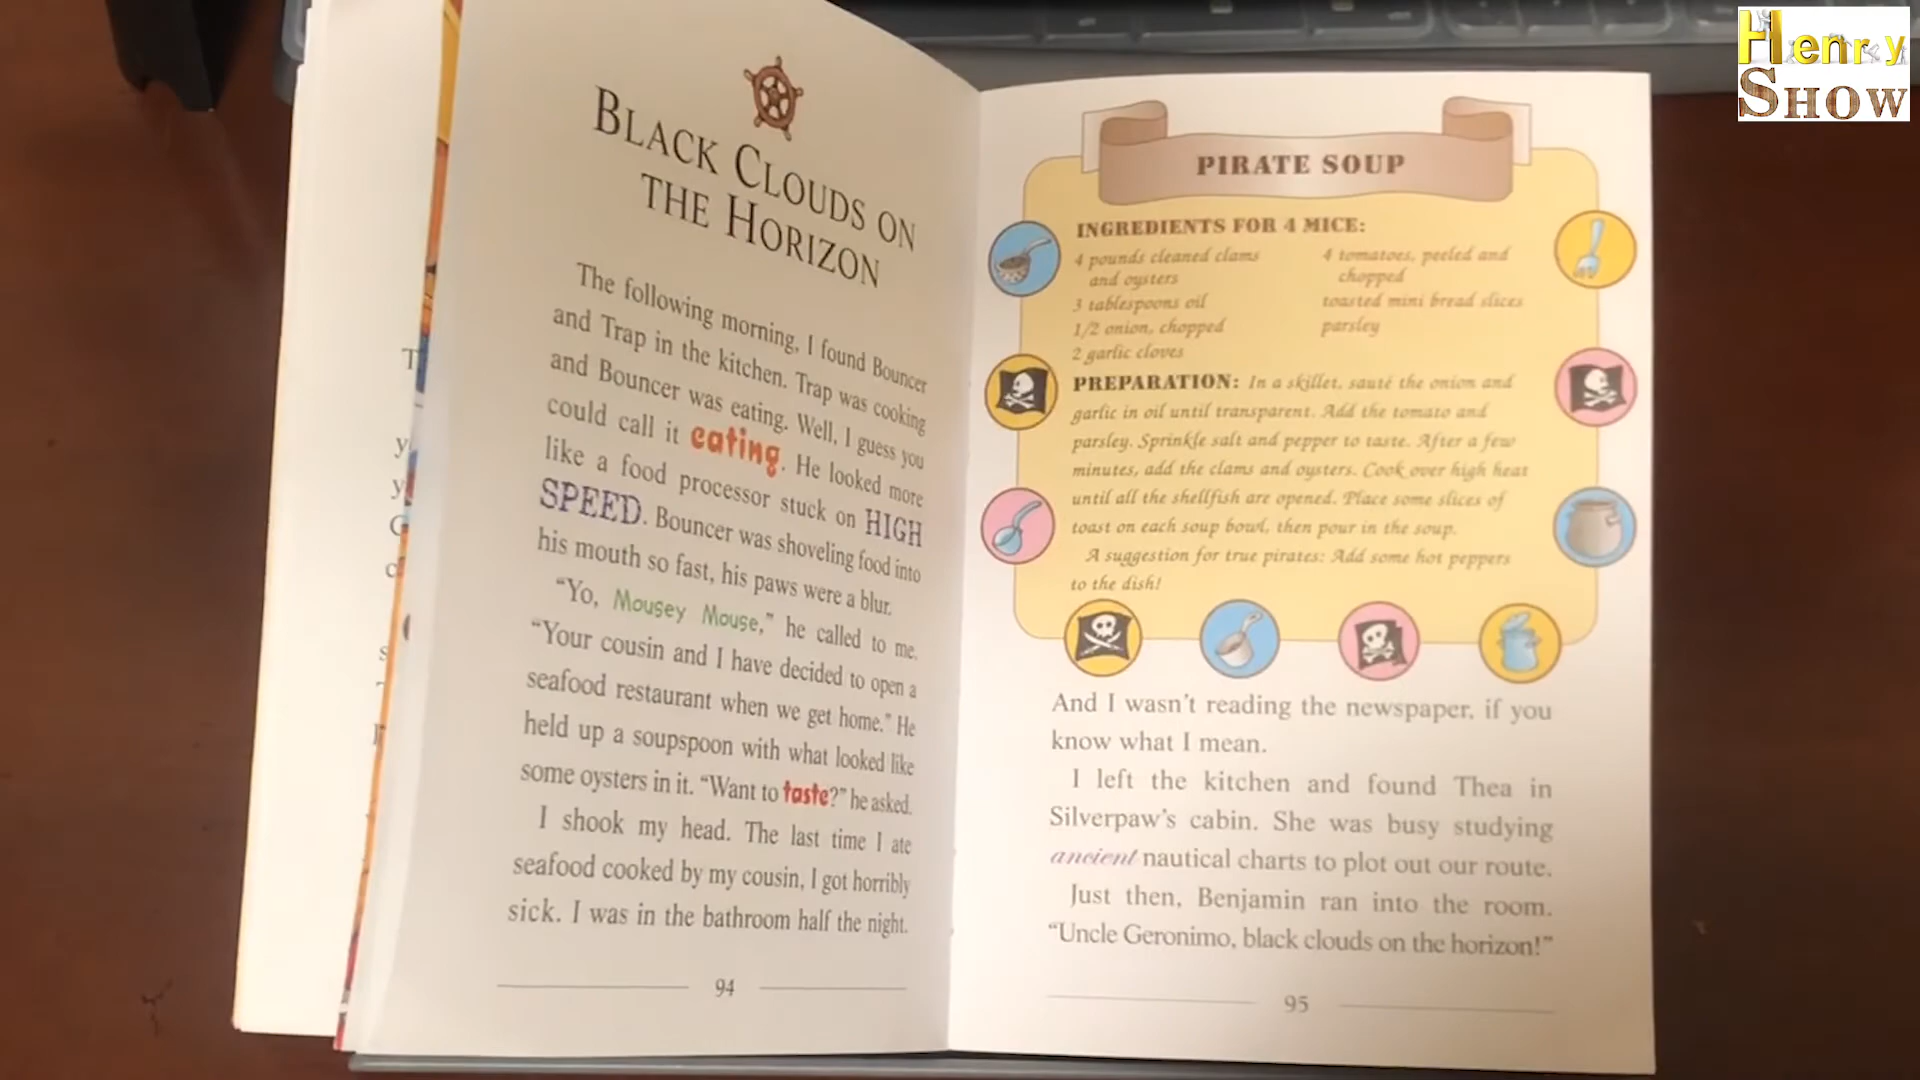 Henry
SHOW
BLACK CLOUDS ON
THE HORIZON
The following morning, I found Bouncer
and Trap in the kitchen. Trap was cooking
and Bouncer was eating. Well, I guess you
could call it eating. He looked more
like a food processor stuck on HIGH
SPEED. Bouncer was shoveling food into
his mouth so fast, his paws were a blur.
“Yo, Mousey Mouse,” he called to me.
“Your cousin and I have decided to open a
seafood restaurant when we get home.” He
held up a soupspoon with what looked like
some oysters in it. “Want to taste?” he asked.
I shook my head. The last time I ate
seafood cooked by my cousin, I got horribly
sick. I was in the bathroom half the night.
94
PIRATE SOUP
INGREDIENTS FOR 4 MICE:
4 pounds cleaned clams
and oysters
3 tablespoons oil
1/2 onion, chopped
2 garlic cloves
4 tomatoes, peeled and
chopped
toasted mini bread slices
parsley
PREPARATION: In a skillet, sauté the onion and
garlic in oil until transparent. Add the tomato and
parsley. Sprinkle salt and pepper to taste. After a few
minutes, add the clams and oysters. Cook over high heat
until all the shellfish are opened. Place some slices of
toast on each soup bowl, then pour in the soup.
A suggestion for true pirates: Add some hot peppers
to the dish!
And I wasn’t reading the newspaper, if you
know what I mean.
I left the kitchen and found Thea in
Silverpaw’s cabin. She was busy studying
ancient nautical charts to plot out our route.
Just then, Benjamin ran into the room.
“Uncle Geronimo, black clouds on the horizon!”
95